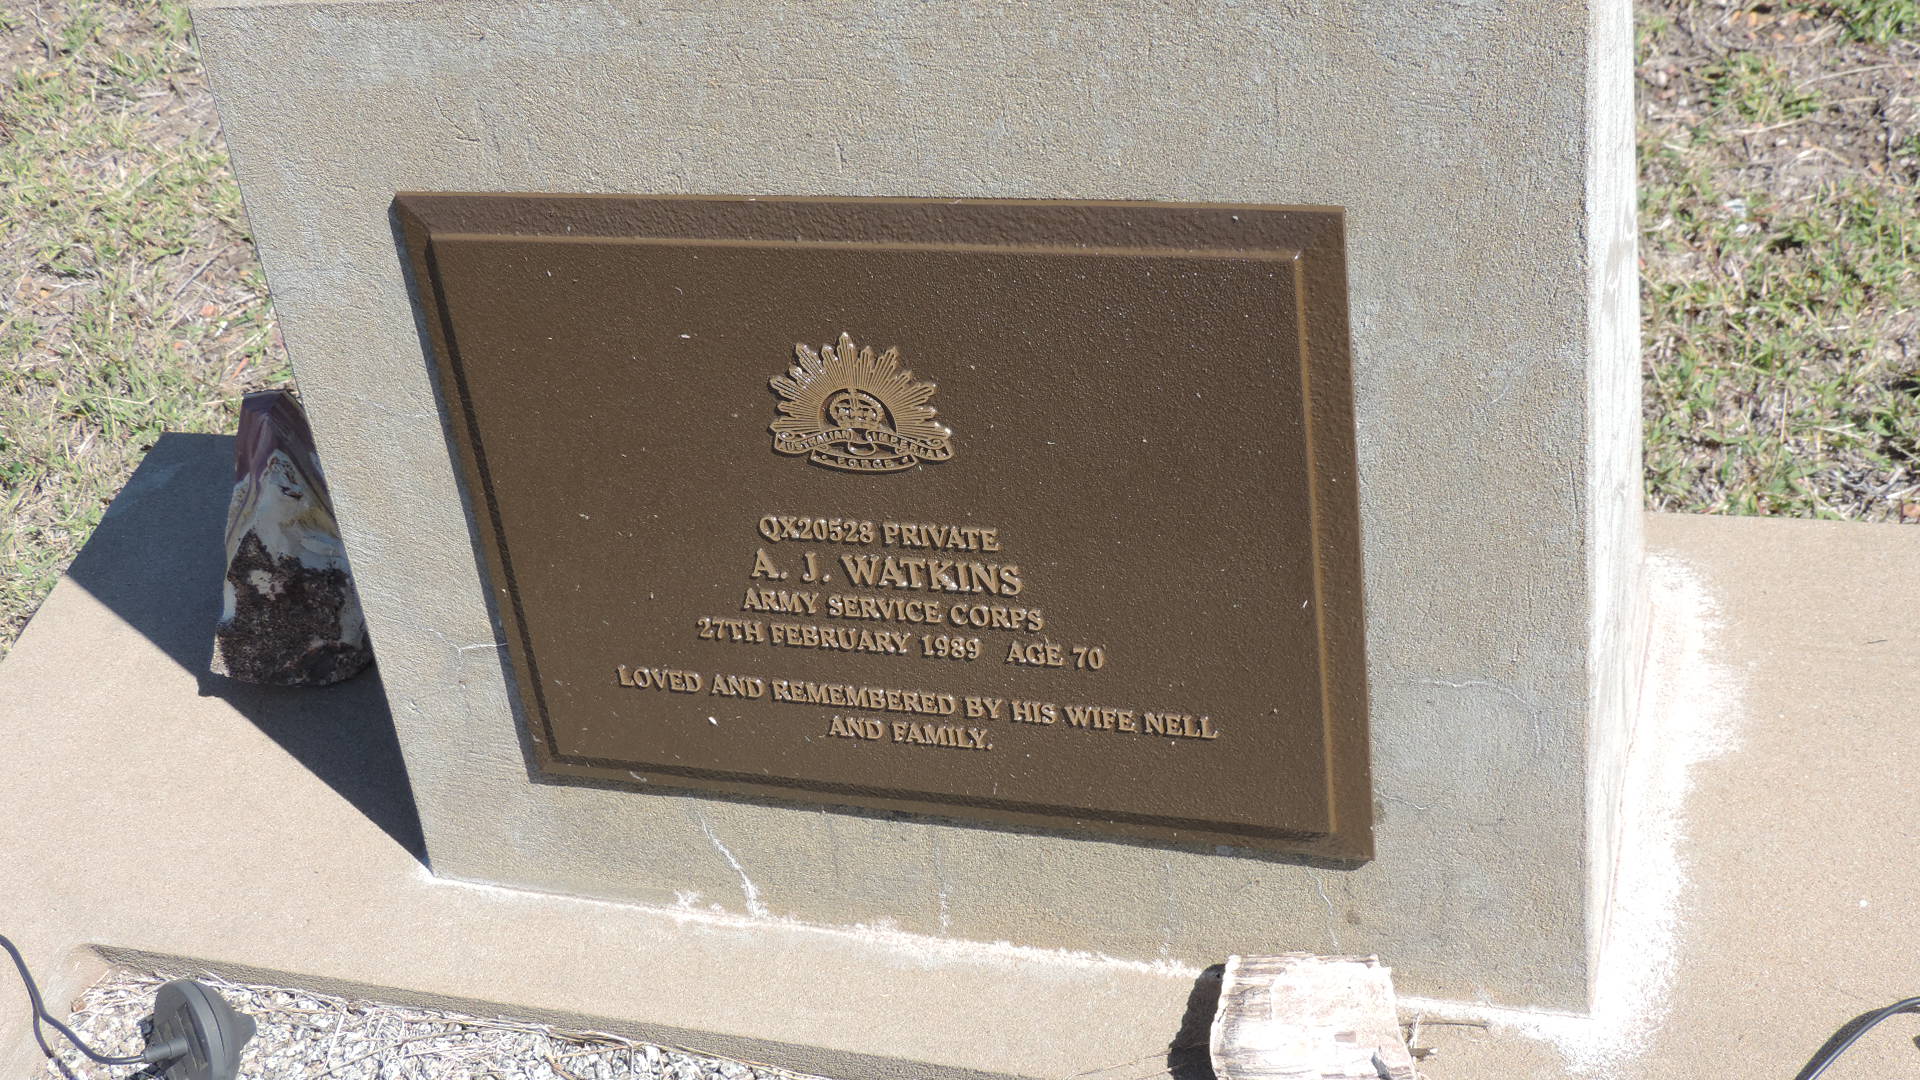 AUSTRALIAN IMPERIAL
FORCE
QX20528 PRIVATE
A. J. WATKINS
ARMY SERVICE CORPS
27TH FEBRUARY 1989 AGE 70
LOVED AND REMEMBERED BY HIS WIFE NELL
AND FAMILY.